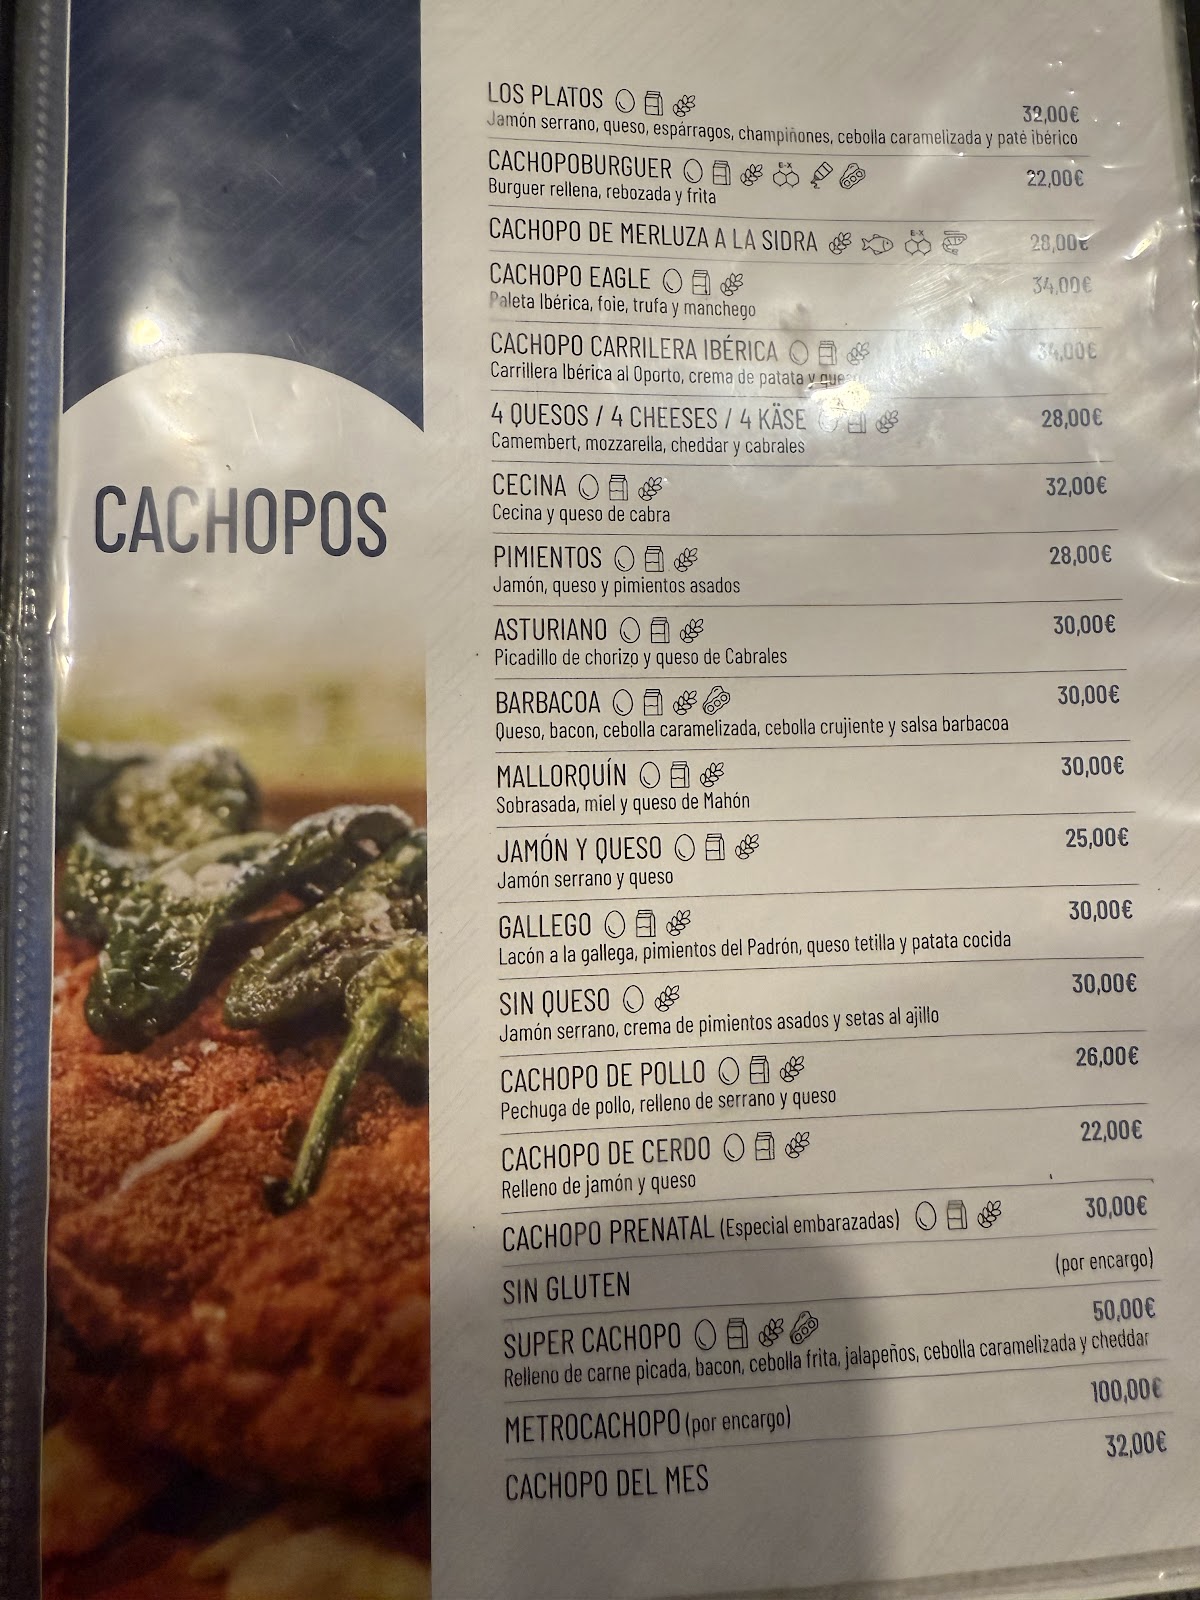 CACHOPOS
LOS PLATOS 32,00€
Jamón serrano, queso, espárragos, champiñones, cebolla caramelizada y paté ibérico
CACHOPOBURGUER E-X 22,00€
Burguer rellena, rebozada y frita
CACHOPO DE MERLUZA A LA SIDRA E-X 28,00€
CACHOPO EAGLE 34,00€
Paleta Ibérica, foie, trufa y manchego
CACHOPO CARRILERA IBÉRICA 34,00€
Carrillera Ibérica al Oporto, crema de patata y queso
4 QUESOS / 4 CHEESES / 4 KÄSE 28,00€
Camembert, mozzarella, cheddar y cabrales
CECINA 32,00€
Cecina y queso de cabra
PIMIENTOS 28,00€
Jamón, queso y pimientos asados
ASTURIANO 30,00€
Picadillo de chorizo y queso de Cabrales
BARBACOA 30,00€
Queso, bacon, cebolla caramelizada, cebolla crujiente y salsa barbacoa
MALLORQUÍN 30,00€
Sobrasada, miel y queso de Mahón
JAMÓN Y QUESO 25,00€
Jamón serrano y queso
GALLEGO 30,00€
Lacón a la gallega, pimientos del Padrón, queso tetilla y patata cocida
SIN QUESO 30,00€
Jamón serrano, crema de pimientos asados y setas al ajillo
CACHOPO DE POLLO 26,00€
Pechuga de pollo, relleno de serrano y queso
CACHOPO DE CERDO 22,00€
Relleno de jamón y queso
CACHOPO PRENATAL (Especial embarazadas) 30,00€
SIN GLUTEN (por encargo)
SUPER CACHOPO 50,00€
Relleno de carne picada, bacon, cebolla frita, jalapeños, cebolla caramelizada y cheddar
METROCACHOPO (por encargo) 100,00€
CACHOPO DEL MES 32,00€